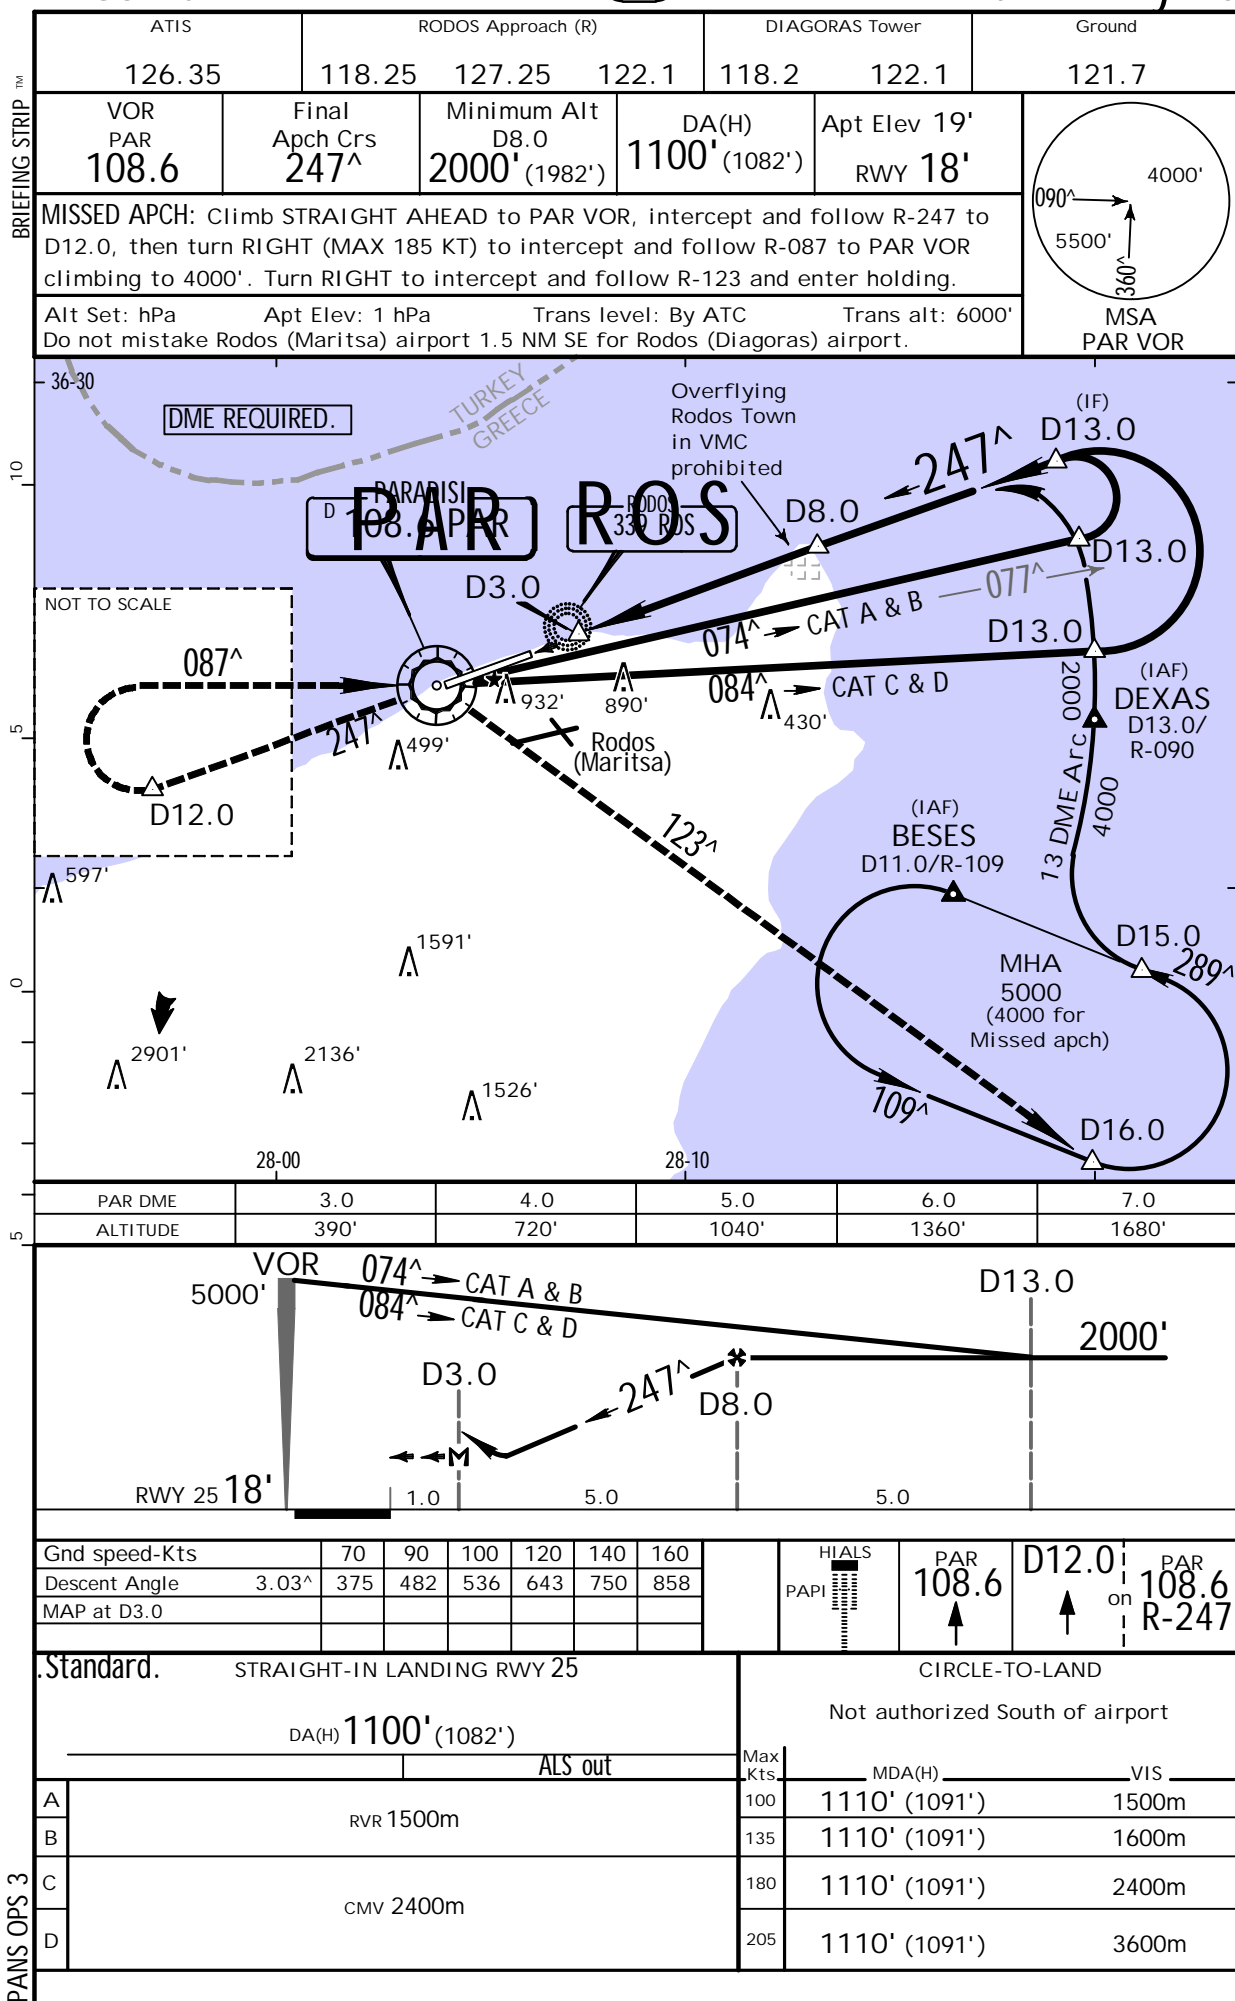 BRIEFING STRIP ™
ATIS
126.35
RODOS Approach (R)
118.25 127.25 122.1
DIAGORAS Tower
118.2 122.1
Ground
121.7
VOR
PAR
108.6
Final
Apch Crs
247^
Minimum Alt
D8.0
2000' (1982')
DA(H)
1100' (1082')
Apt Elev 19'
RWY 18'
MISSED APCH: Climb STRAIGHT AHEAD to PAR VOR, intercept and follow R-247 to
D12.0, then turn RIGHT (MAX 185 KT) to intercept and follow R-087 to PAR VOR
climbing to 4000'. Turn RIGHT to intercept and follow R-123 and enter holding.
Alt Set: hPa Apt Elev: 1 hPa Trans level: By ATC Trans alt: 6000'
Do not mistake Rodos (Maritsa) airport 1.5 NM SE for Rodos (Diagoras) airport.
090^
4000'
5500'
360^
MSA
PAR VOR
36-30
DME REQUIRED.
TURKEY
GREECE
Overflying
Rodos Town
in VMC
prohibited
(IF)
D13.0
247^
10
PARADISI
D 108.6 PAR
PAR
RODOS
339 ROS
ROS
D8.0
D13.0
D3.0
NOT TO SCALE
077^
074^ CAT A & B
D13.0
087^
084^ CAT C & D
(IAF)
DEXAS
D13.0/
R-090
2000
932'
890'
430'
5
247^
499'
Rodos
(Maritsa)
D12.0
13 DME Arc
4000
(IAF)
BESES
D11.0/R-109
123^
597'
D15.0
289^
1591'
MHA
5000
(4000 for
Missed apch)
0
2901'
2136'
1526'
109^
D16.0
28-00
28-10
5
PAR DME 3.0 4.0 5.0 6.0 7.0
ALTITUDE 390' 720' 1040' 1360' 1680'
VOR
5000'
074^ CAT A & B
084^ CAT C & D
D13.0
2000'
D3.0
247^
D8.0
M
RWY 25 18'
1.0 5.0 5.0
Gnd speed-Kts 70 90 100 120 140 160
Descent Angle 3.03^ 375 482 536 643 750 858
MAP at D3.0
HIALS
PAPI
PAR
108.6
D12.0
on
PAR
108.6
R-247
.Standard. STRAIGHT-IN LANDING RWY 25
DA(H) 1100' (1082')
ALS out
A
B
RVR 1500m
C
D
CMV 2400m
CIRCLE-TO-LAND
Not authorized South of airport
Max
Kts MDA(H) VIS
100 1110' (1091') 1500m
135 1110' (1091') 1600m
180 1110' (1091') 2400m
205 1110' (1091') 3600m
PANS OPS 3